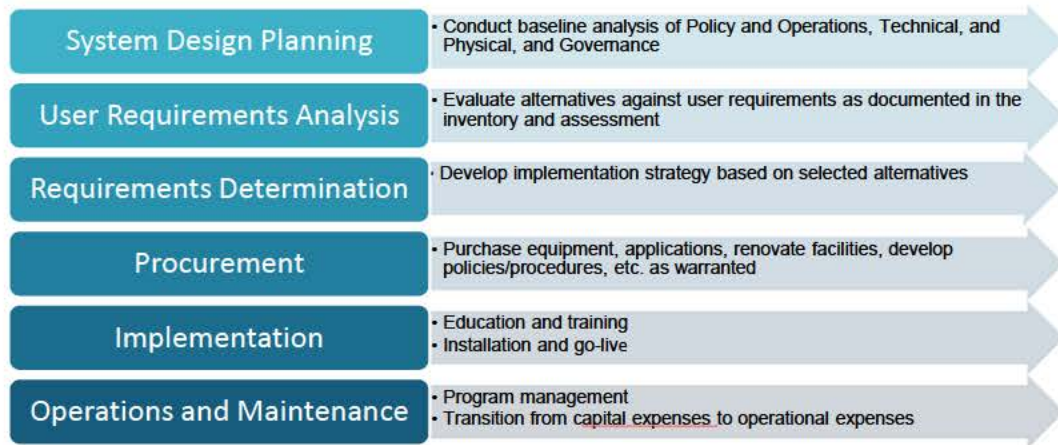 System Design Planning
• Conduct baseline analysis of Policy and Operations, Technical, and
Physical, and Governance
User Requirements Analysis
• Evaluate alternatives against user requirements as documented in the
inventory and assessment
Requirements Determination
• Develop implementation strategy based on selected alternatives
Procurement
• Purchase equipment, applications, renovate facilities, develop
policies/procedures, etc. as warranted
Implementation
• Education and training
• Installation and go-live
Operations and Maintenance
• Program management
• Transition from capital expenses to operational expenses